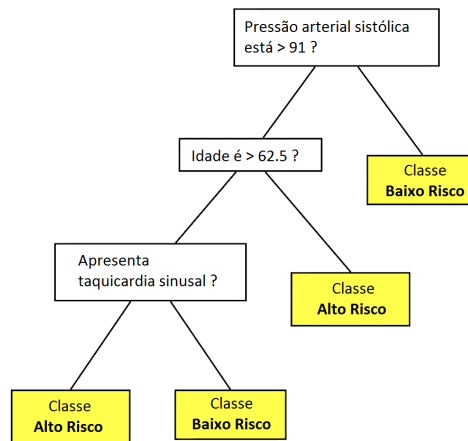 Pressão arterial sistólica
está > 91 ?
Idade é > 62.5 ?
Classe
Baixo Risco
Apresenta
taquicardia sinusal ?
Classe
Alto Risco
Classe
Alto Risco
Classe
Baixo Risco